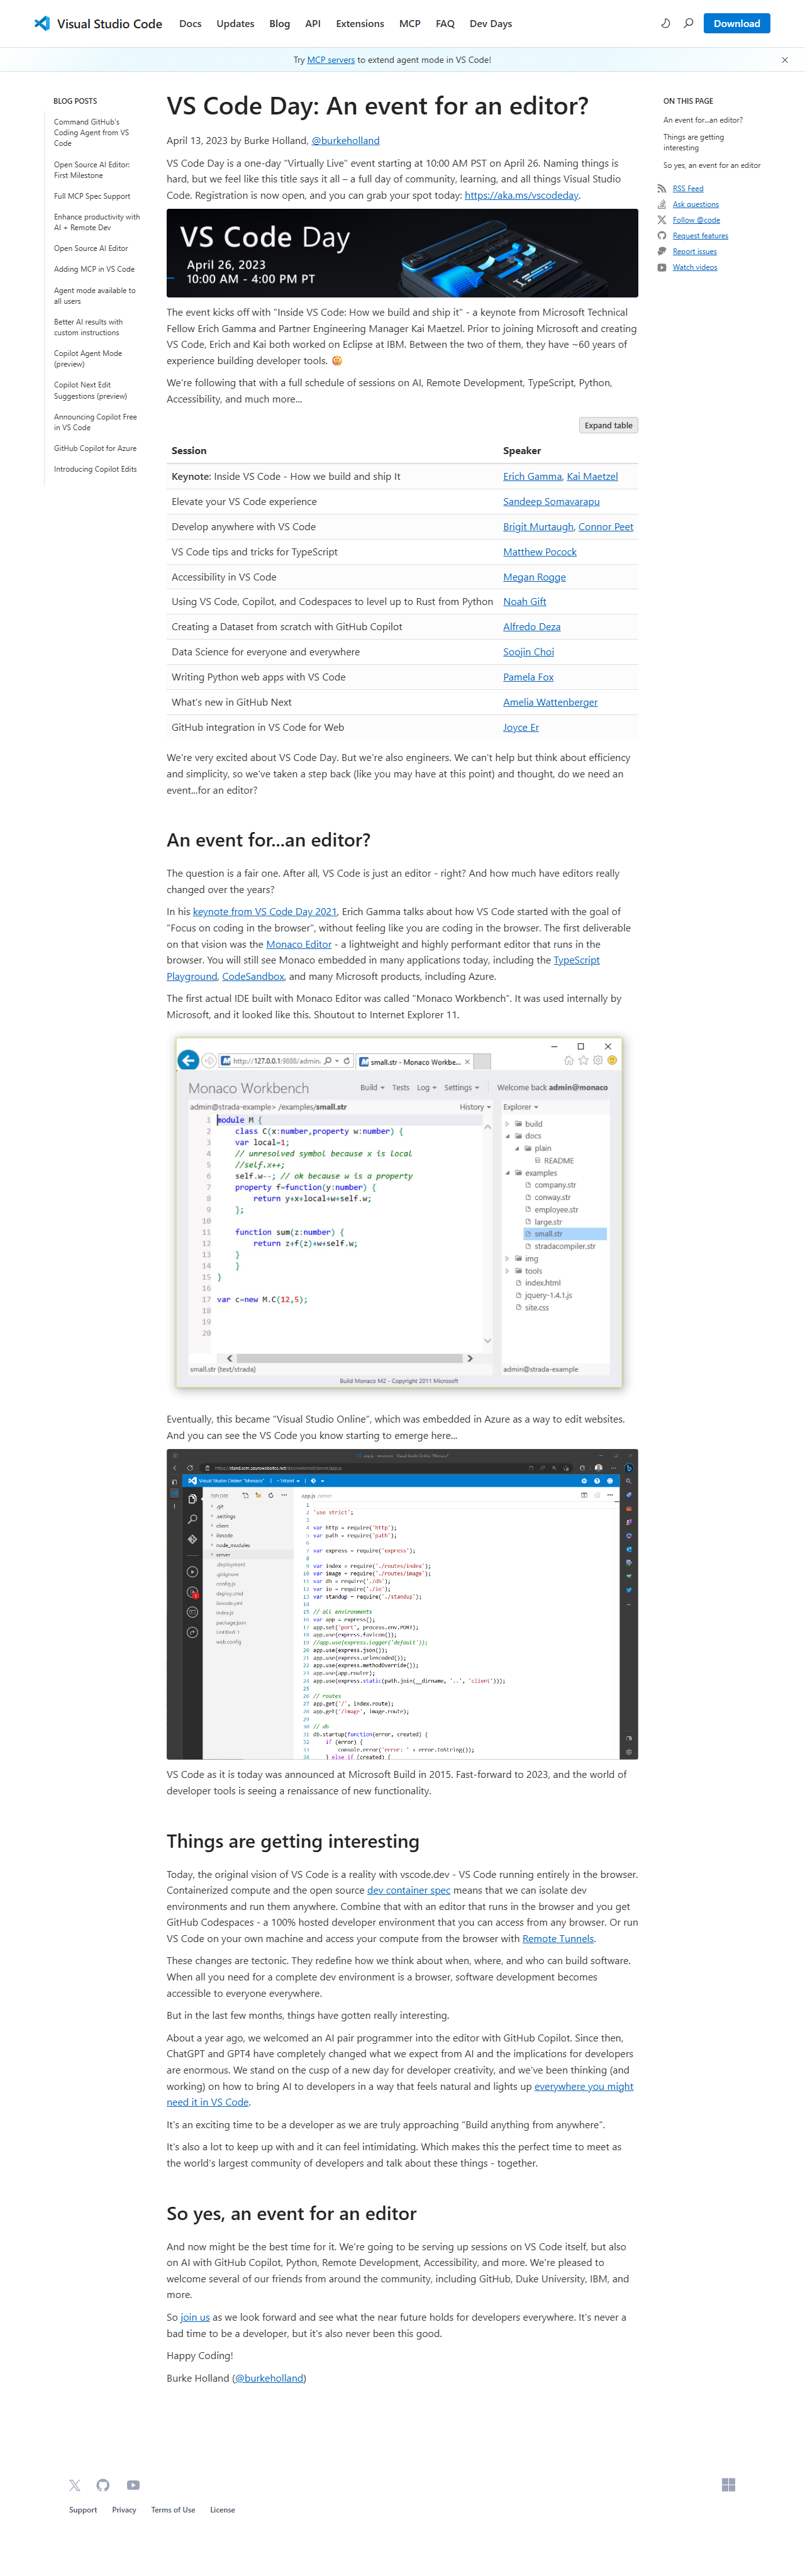 Visual Studio Code
Docs Updates Blog API Extensions MCP FAQ Dev Days
Download
Try MCP servers to extend agent mode in VS Code!
BLOG POSTS
Command GitHub's
Coding Agent from VS
Code
Open Source AI Editor:
First Milestone
Full MCP Spec Support
Enhance productivity with
AI + Remote Dev
Open Source AI Editor
Adding MCP in VS Code
Agent mode available to
all users
Better AI results with
custom instructions
Copilot Agent Mode
(preview)
Copilot Next Edit
Suggestions (preview)
Announcing Copilot Free
in VS Code
GitHub Copilot for Azure
Introducing Copilot Edits
VS Code Day: An event for an editor?
April 13, 2023 by Burke Holland, @burkeholland
VS Code Day is a one-day "Virtually Live" event starting at 10:00 AM PST on April 26. Naming things is
hard, but we feel like this title says it all – a full day of community, learning, and all things Visual Studio
Code. Registration is now open, and you can grab your spot today: https://aka.ms/vscodeday.
VS Code Day
April 26, 2023
10:00 AM - 4:00 PM PT
The event kicks off with "Inside VS Code: How we build and ship it" - a keynote from Microsoft Technical
Fellow Erich Gamma and Partner Engineering Manager Kai Maetzel. Prior to joining Microsoft and creating
VS Code, Erich and Kai both worked on Eclipse at IBM. Between the two of them, they have ~60 years of
experience building developer tools. 🤯
We're following that with a full schedule of sessions on AI, Remote Development, TypeScript, Python,
Accessibility, and much more...
Expand table
Session Speaker
Keynote: Inside VS Code - How we build and ship It Erich Gamma, Kai Maetzel
Elevate your VS Code experience Sandeep Somavarapu
Develop anywhere with VS Code Brigit Murtaugh, Connor Peet
VS Code tips and tricks for TypeScript Matthew Pocock
Accessibility in VS Code Megan Rogge
Using VS Code, Copilot, and Codespaces to level up to Rust from Python Noah Gift
Creating a Dataset from scratch with GitHub Copilot Alfredo Deza
Data Science for everyone and everywhere Soojin Choi
Writing Python web apps with VS Code Pamela Fox
What's new in GitHub Next Amelia Wattenberger
GitHub integration in VS Code for Web Joyce Er
We're very excited about VS Code Day. But we're also engineers. We can't help but think about efficiency
and simplicity, so we've taken a step back (like you may have at this point) and thought, do we need an
event...for an editor?
An event for...an editor?
The question is a fair one. After all, VS Code is just an editor - right? And how much have editors really
changed over the years?
In his keynote from VS Code Day 2021, Erich Gamma talks about how VS Code started with the goal of
"Focus on coding in the browser", without feeling like you are coding in the browser. The first deliverable
on that vision was the Monaco Editor - a lightweight and highly performant editor that runs in the
browser. You will still see Monaco embedded in many applications today, including the TypeScript
Playground, CodeSandbox, and many Microsoft products, including Azure.
The first actual IDE built with Monaco Editor was called "Monaco Workbench". It was used internally by
Microsoft, and it looked like this. Shoutout to Internet Explorer 11.
http://127.0.0.1:9888/admin,
small.str - Monaco Workbe...
Monaco Workbench
Build Tests Log Settings Welcome back admin@monaco
admin@strada-example> /examples/small.str History
1 module M {
2 class C(x:number,property w:number) {
3 var local=1;
4 // unresolved symbol because x is local
5 //self.x++;
6 self.w--; // ok because w is a property
7 property f=function(y:number) {
8 return y+x+local+w+self.w;
9 };
10
11 function sum(z:number) {
12 return z+f(z)+w+self.w;
13 }
14 }
15 }
16
17 var c=new M.C(12,5);
18
19
20
small.str (text/strada)
Explorer
build
docs
plain
README
examples
company.str
conway.str
employee.str
large.str
small.str
stradacompiler.str
img
tools
index.html
jquery-1.4.1.js
site.css
admin@strada-example
Build Monaco M2 - Copyright 2011 Microsoft
Eventually, this became "Visual Studio Online", which was embedded in Azure as a way to edit websites.
And you can see the VS Code you know starting to emerge here...
Visual Studio Online "Monaco"
EXPLORE
.git
.settings
client
iisnode
node_modules
server
.deployment
.gitignore
config.js
deploy.cmd
iisnode.yml
index.js
package.json
Untitled-1
web.config
app.js /server
1
2 "use strict";
3
4 var http = require('http');
5 var path = require('path');
6
7 var express = require('express');
8
9 var index = require('./routes/index');
10 var image = require('./routes/image');
11 var db = require('./db');
12 var io = require('./io');
13 var standup = require('./standup');
14
15 // all environments
16 var app = express();
17 app.set('port', process.env.PORT);
18 app.use(express.favicon());
19 //app.use(express.logger('default'));
20 app.use(express.json());
21 app.use(express.urlencoded());
22 app.use(express.methodOverride());
23 app.use(app.router);
24 app.use(express.static(path.join(__dirname, '..', 'client')));
25
26 // routes
27 app.get('/', index.route);
28 app.get('/image', image.route);
29
30 // db
31 db.startup(function(error, created) {
32 if (error) {
33 console.error('error: ' + error.toString());
34 } else if (created) {
VS Code as it is today was announced at Microsoft Build in 2015. Fast-forward to 2023, and the world of
developer tools is seeing a renaissance of new functionality.
Things are getting interesting
Today, the original vision of VS Code is a reality with vscode.dev - VS Code running entirely in the browser.
Containerized compute and the open source dev container spec means that we can isolate dev
environments and run them anywhere. Combine that with an editor that runs in the browser and you get
GitHub Codespaces - a 100% hosted developer environment that you can access from any browser. Or run
VS Code on your own machine and access your compute from the browser with Remote Tunnels.
These changes are tectonic. They redefine how we think about when, where, and who can build software.
When all you need for a complete dev environment is a browser, software development becomes
accessible to everyone everywhere.
But in the last few months, things have gotten really interesting.
About a year ago, we welcomed an AI pair programmer into the editor with GitHub Copilot. Since then,
ChatGPT and GPT4 have completely changed what we expect from AI and the implications for developers
are enormous. We stand on the cusp of a new day for developer creativity, and we've been thinking (and
working) on how to bring AI to developers in a way that feels natural and lights up everywhere you might
need it in VS Code.
It's an exciting time to be a developer as we are truly approaching "Build anything from anywhere".
It's also a lot to keep up with and it can feel intimidating. Which makes this the perfect time to meet as
the world's largest community of developers and talk about these things - together.
So yes, an event for an editor
And now might be the best time for it. We're going to be serving up sessions on VS Code itself, but also
on AI with GitHub Copilot, Python, Remote Development, Accessibility, and more. We're pleased to
welcome several of our friends from around the community, including GitHub, Duke University, IBM, and
more.
So join us as we look forward and see what the near future holds for developers everywhere. It's never a
bad time to be a developer, but it's also never been this good.
Happy Coding!
Burke Holland (@burkeholland)
ON THIS PAGE
An event for...an editor?
Things are getting
interesting
So yes, an event for an editor
RSS Feed
Ask questions
Follow @code
Request features
Report issues
Watch videos
Support Privacy Terms of Use License